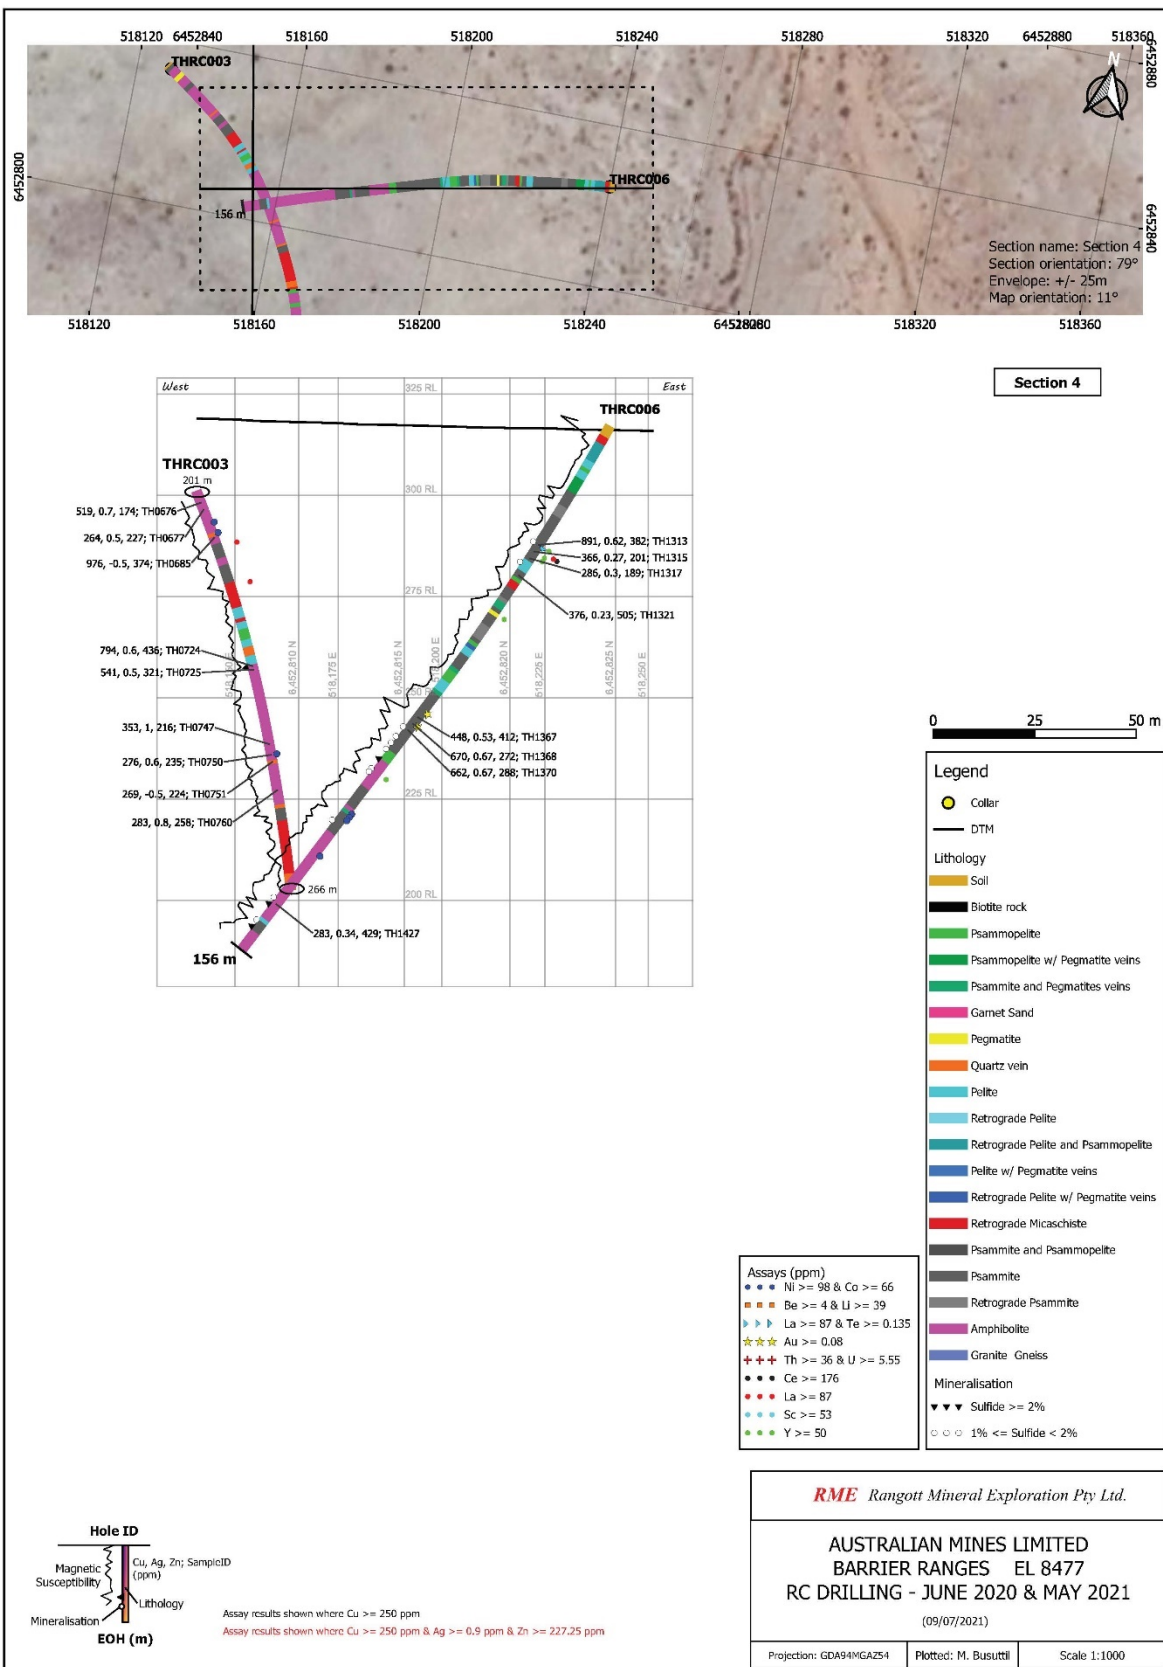 518120
6452840
518160
518200
518240
518280
518320
6452880
518360
6452880
THRC003
N
6452800
THRC006
156 m
6452840
Section name: Section 4
Section orientation: 79°
Envelope: +/- 25m
Map orientation: 11°
518120
518160
518200
518240
518320
518360
Section 4
West
325 RL
East
THRC006
THRC003
201 m
300 RL
519, 0.7, 174; TH0676
264, 0.5, 227; TH0677
976, -0.5, 374; TH0685
891, 0.62, 382; TH1313
366, 0.27, 201; TH1315
286, 0.3, 189; TH1317
275 RL
376, 0.23, 505; TH1321
794, 0.6, 436; TH0724
541, 0.5, 321; TH0725
6,452,810 N
518,175 E
6,452,815 N
518,200 E
6,452,820 N
518,225 E
6,452,825 N
518,250 E
250 RL
353, 1, 216; TH0747
448, 0.53, 412; TH1367
670, 0.67, 272; TH1368
662, 0.67, 288; TH1370
276, 0.6, 235; TH0750
269, -0.5, 224; TH0751
283, 0.8, 258; TH0760
225 RL
266 m
200 RL
283, 0.34, 429; TH1427
156 m
0 25 50 m
Legend
Collar
DTM
Lithology
Soil
Biotite rock
Psammopelite
Psammopelite w/ Pegmatite veins
Psammite and Pegmatites veins
Garnet Sand
Pegmatite
Quartz vein
Pelite
Retrograde Pelite
Retrograde Pelite and Psammopelite
Pelite w/ Pegmatite veins
Retrograde Pelite w/ Pegmatite veins
Retrograde Micaschiste
Psammite and Psammopelite
Psammite
Retrograde Psammite
Amphibolite
Granite Gneiss
Mineralisation
Sulfide >= 2%
1% <= Sulfide < 2%
Assays (ppm)
Ni >= 98 & Co >= 66
Be >= 4 & Li >= 39
La >= 87 & Te >= 0.135
Au >= 0.08
Th >= 36 & U >= 5.55
Ce >= 176
La >= 87
Sc >= 53
Y >= 50
RME Rangott Mineral Exploration Pty Ltd.
AUSTRALIAN MINES LIMITED
BARRIER RANGES EL 8477
RC DRILLING - JUNE 2020 & MAY 2021
(09/07/2021)
Projection: GDA94MGAZ54
Plotted: M. Busuttil
Scale 1:1000
Hole ID
Magnetic
Susceptibility
Cu, Ag, Zn; SampleID
(ppm)
Lithology
Mineralisation
EOH (m)
Assay results shown where Cu >= 250 ppm
Assay results shown where Cu >= 250 ppm & Ag >= 0.9 ppm & Zn >= 227.25 ppm